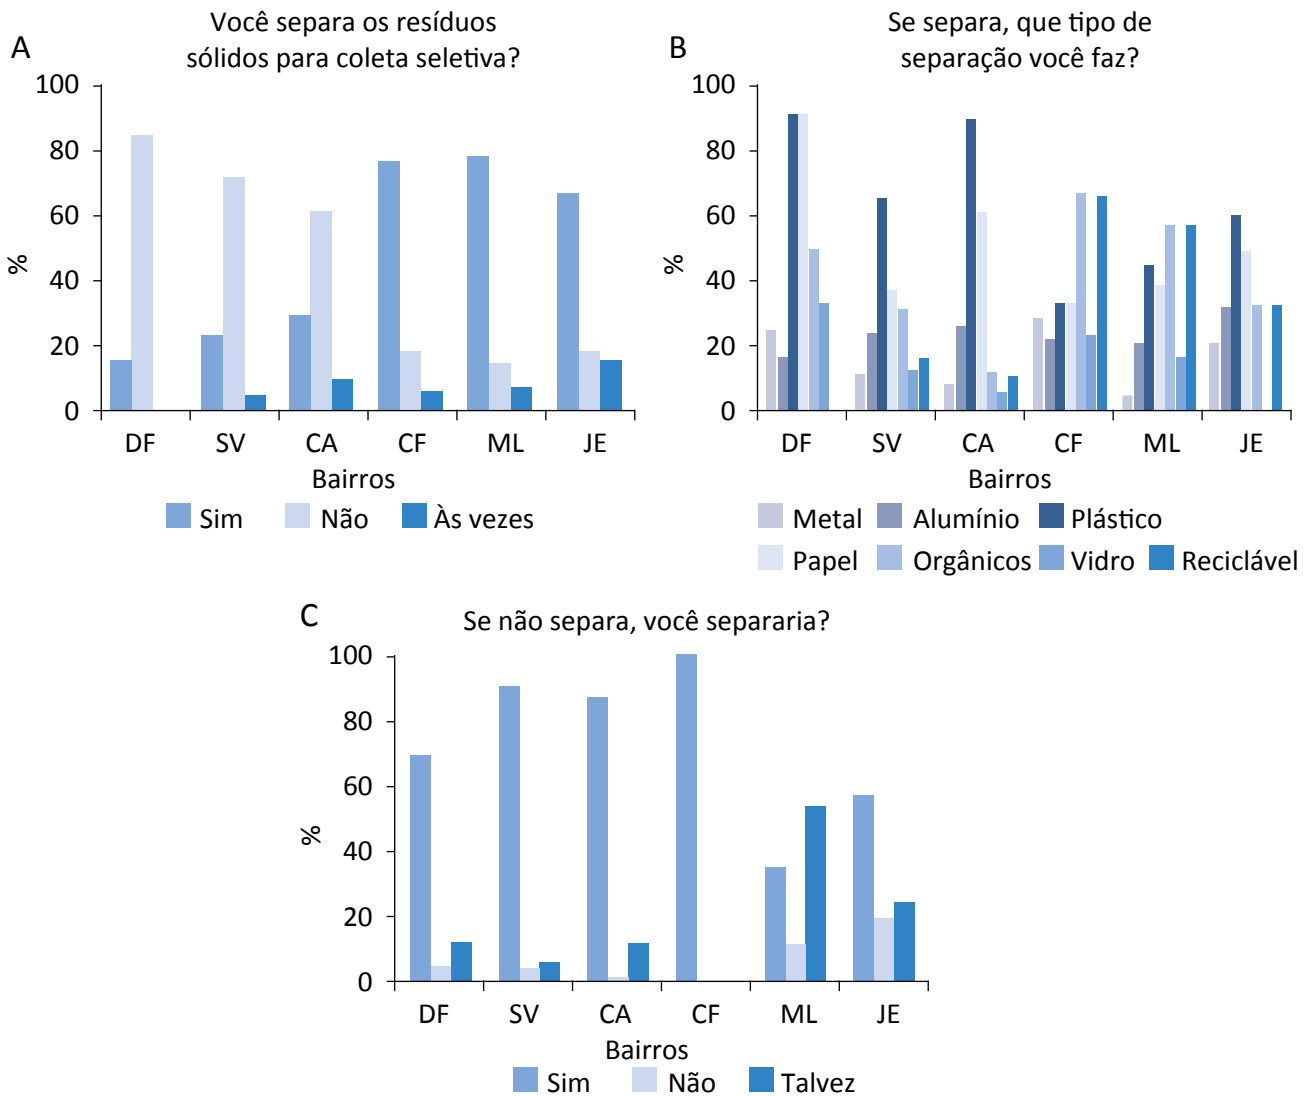 A
Você separa os resíduos
sólidos para coleta seletiva?
100
80
60
40
20
0
%
DF SV CA CF ML JE
Bairros
Sim Não Às vezes
B
Se separa, que tipo de
separação você faz?
100
80
60
40
20
0
%
DF SV CA CF ML JE
Bairros
Metal Alumínio Plástico
Papel Orgânicos Vidro Reciclável
C
Se não separa, você separaria?
100
80
60
40
20
0
%
DF SV CA CF ML JE
Bairros
Sim Não Talvez